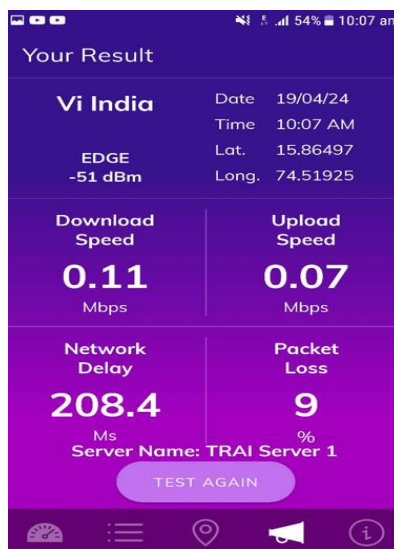 54% 10:07 am
Your Result
Vi India
EDGE
-51 dBm
Date 19/04/24
Time 10:07 AM
Lat. 15.86497
Long. 74.51925
Download
Speed
0.11
Mbps
Upload
Speed
0.07
Mbps
Network
Delay
208.4
Ms
Packet
Loss
9
%
Server Name: TRAI Server 1
TEST AGAIN